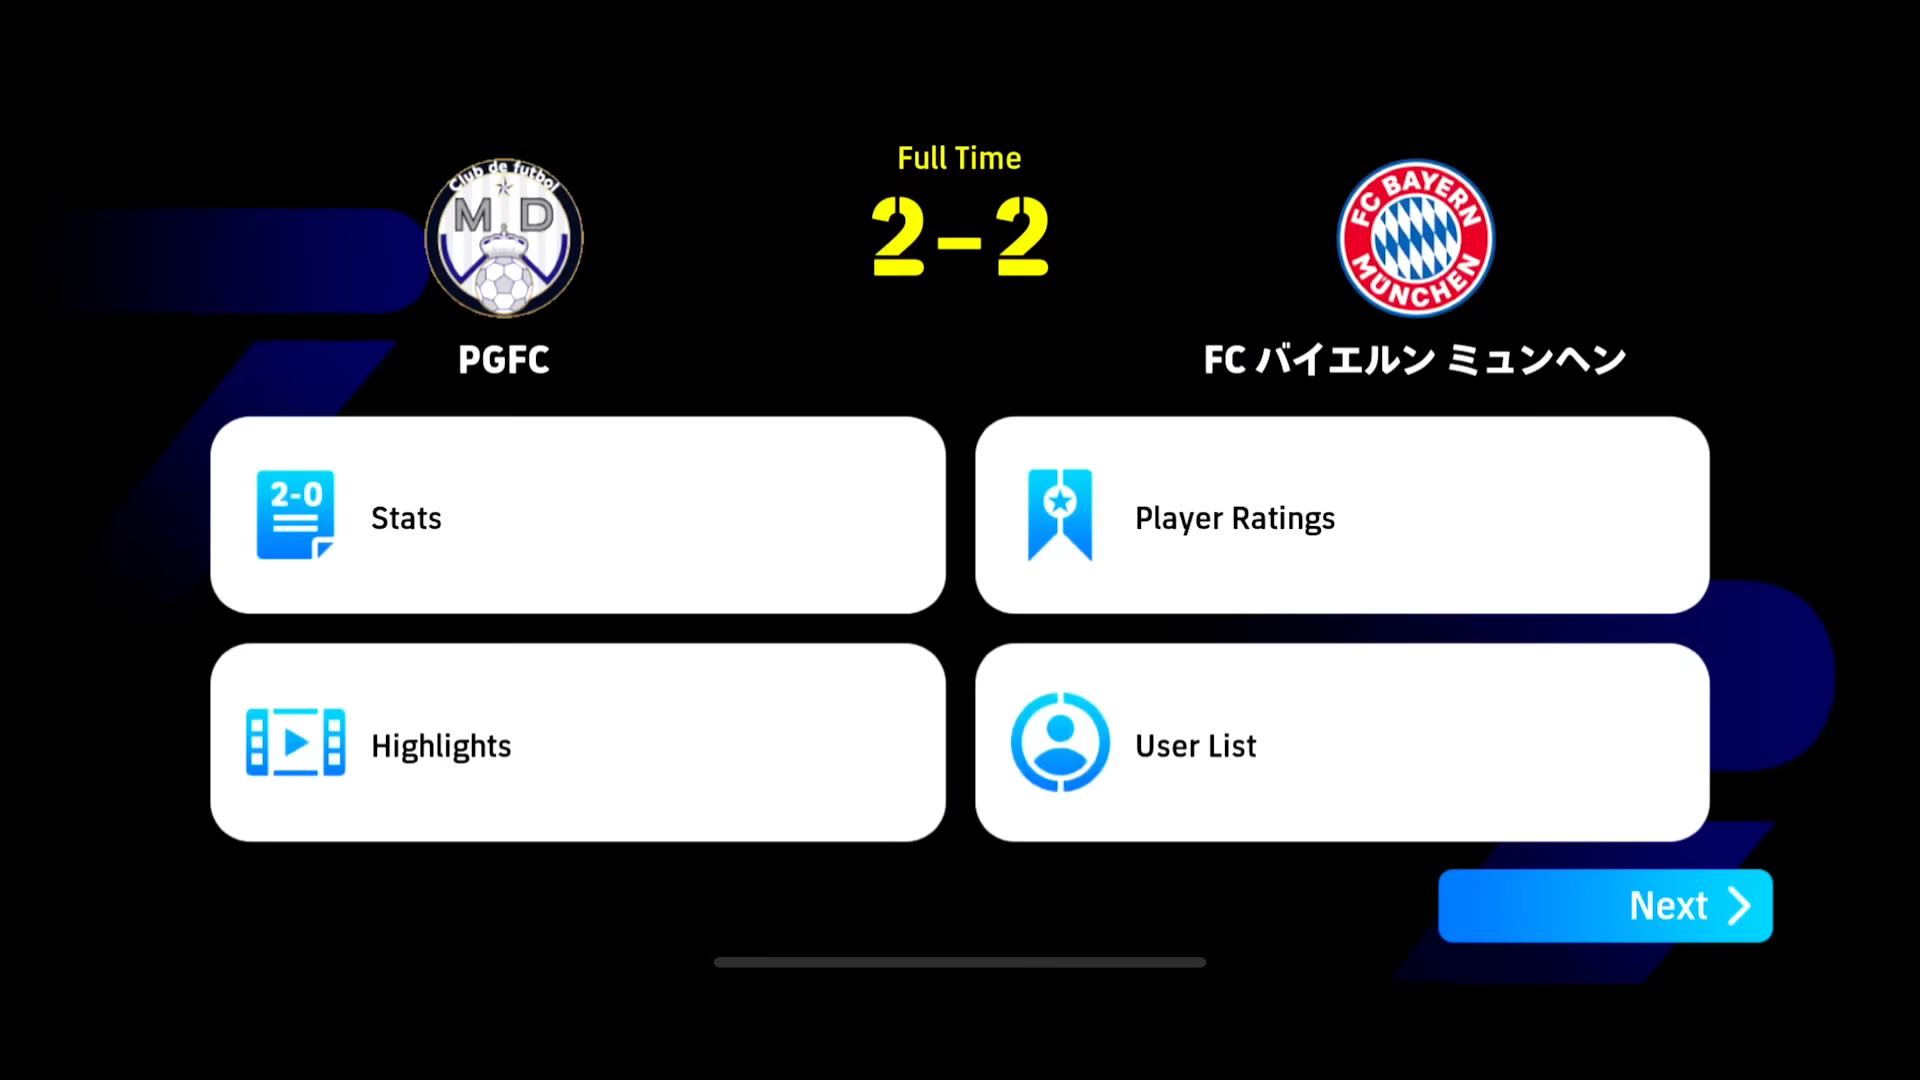 Full Time
2-2
Club de futbol
M D
FC BAYERN
MÜNCHEN
PGFC
FC バイエルン ミュンヘン
2-0
Stats
Player Ratings
Highlights
User List
Next